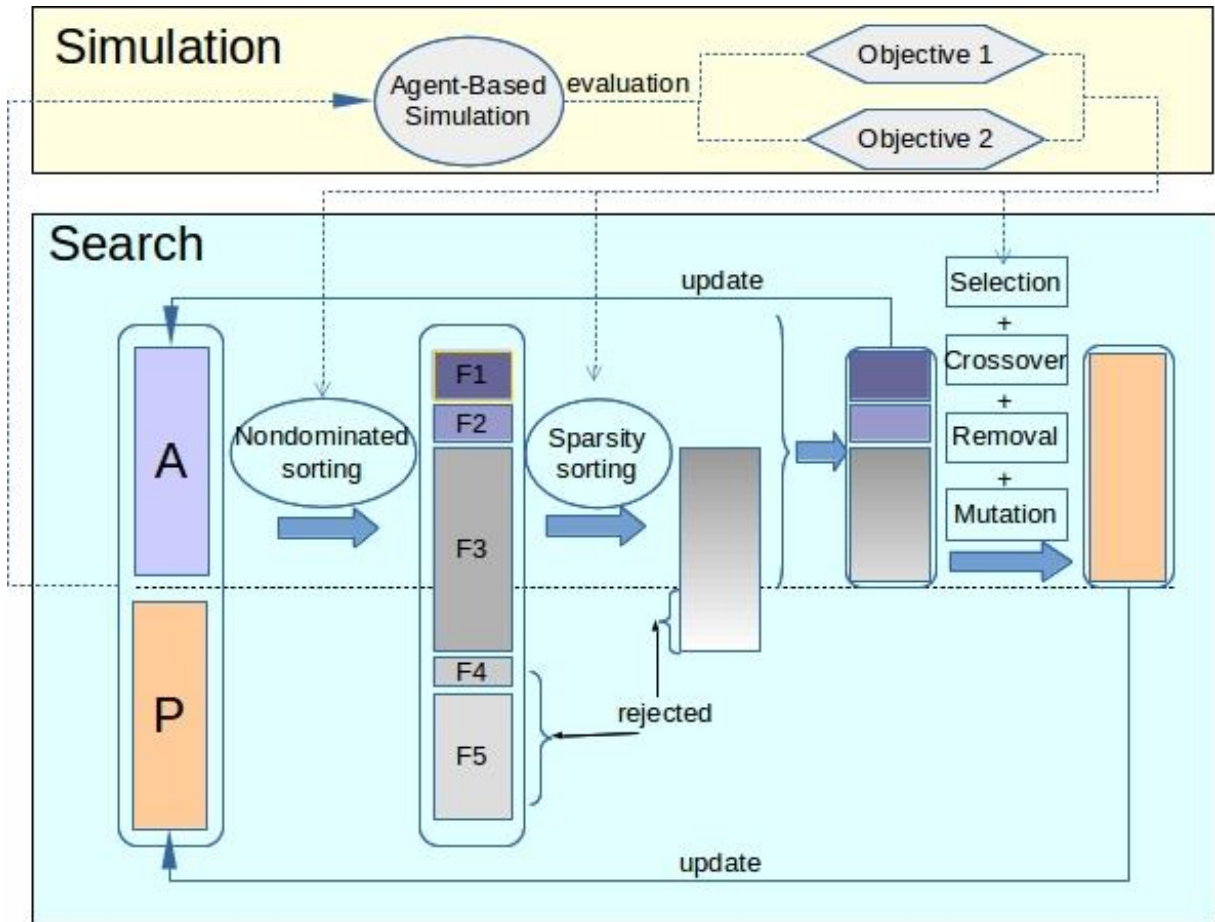 Simulation
Agent-Based
Simulation
evaluation
Objective 1
Objective 2
Search
update
Selection
+
Crossover
+
Removal
+
Mutation
A
P
Nondominated
sorting
F1
F2
F3
F4
F5
Sparsity
sorting
rejected
update